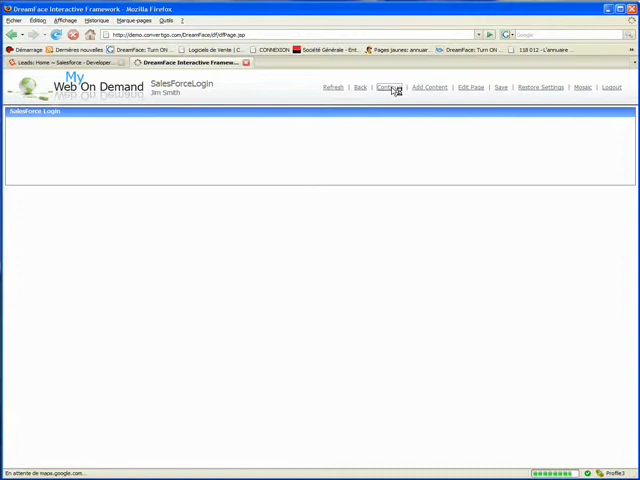 DreamFace Interactive Framework - Mozilla Firefox
Fichier Édition Affichage Historique Marque-pages Outils ?
http://demo.convertigo.com/DreamFace/df/dfPage.jsp
Google
Démarrage Dernières nouvelles DreamFace: Turn ON ... Logiciels de Vente | C... CONNEXION Société Générale - Ent... Pages jaunes: annuar... DreamFace: Turn ON ... 118 012 - L'annuaire
Leads: Home ~ Salesforce - Developer... DreamFace Interactive Framew...
My
Web On Demand
SalesForceLogin
Jim Smith
Refresh | Back | | Add Content | Edit Page | Save | Restore Settings | Mosaic | Logout
SalesForce Login
En attente de maps.google.com...
Profile3